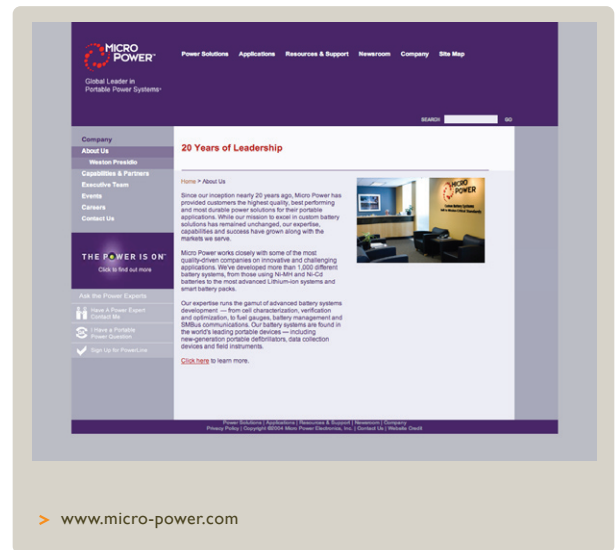 MICRO
POWER™
Global Leader in
Portable Power Systems™
Power Solutions Applications Resources & Support Newsroom Company Site Map
SEARCH GO
Company
About Us
Weston Presidio
Capabilities & Partners
Executive Team
Events
Careers
Contact Us
THE POWER IS ON™
Click to find out more
Ask the Power Experts
Have A Power Expert
Contact Me
I Have a Portable
Power Question
Sign Up for PowerLine
20 Years of Leadership
Home > About Us
Since our inception nearly 20 years ago, Micro Power has
provided customers the highest quality, best performing
and most durable power solutions for their portable
applications. While our mission to excel in custom battery
solutions has remained unchanged, our expertise,
capabilities and success have grown along with the
markets we serve.
Micro Power works closely with some of the most
quality-driven companies on innovative and challenging
applications. We've developed more than 1,000 different
battery systems, from those using Ni-MH and Ni-Cd
batteries to the most advanced Lithium-ion systems and
smart battery packs.
Our expertise runs the gamut of advanced battery systems
development — from cell characterization, verification
and optimization, to fuel gauges, battery management and
SMBus communications. Our battery systems are found in
the world's leading portable devices — including
new-generation portable defibrillators, data collection
devices and field instruments.
Click here to learn more.
MICRO
POWER
Power Solutions | Applications | Resources & Support | Newsroom | Company
Privacy Policy | Copyright ©2004 Micro Power Electronics, Inc. | Contact Us | Website Credit
> www.micro-power.com